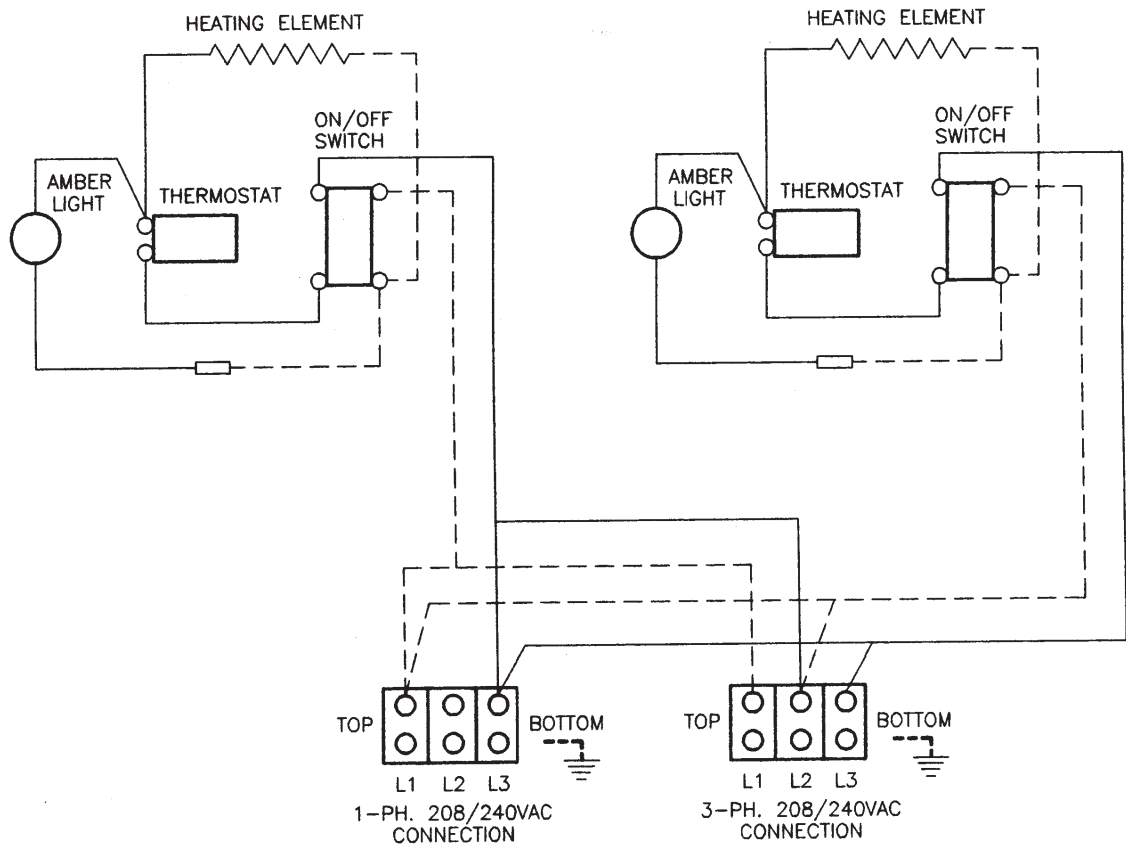 HEATING ELEMENT
ON/OFF
SWITCH
AMBER
LIGHT
THERMOSTAT
HEATING ELEMENT
ON/OFF
SWITCH
AMBER
LIGHT
THERMOSTAT
TOP
BOTTOM
L1 L2 L3
1-PH. 208/240VAC
CONNECTION
TOP
BOTTOM
L1 L2 L3
3-PH. 208/240VAC
CONNECTION